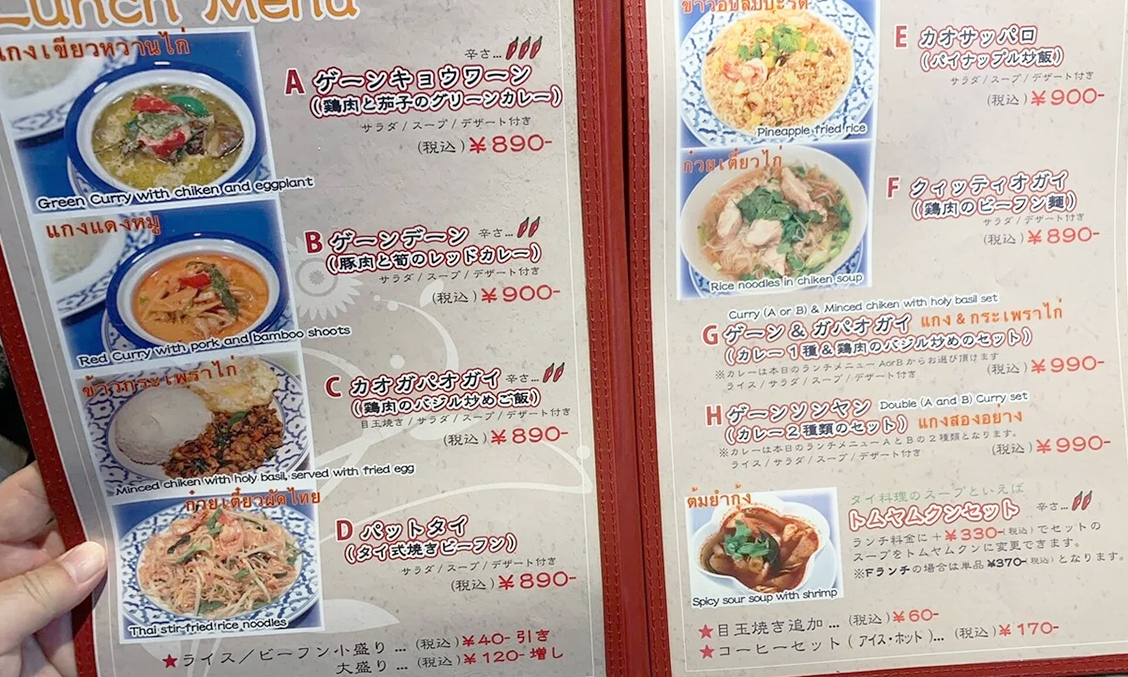 Lunch Menu
แกงเขียวหวานไก่
辛さ...
A ゲーンキョウワーン
(鶏肉と茄子のグリーンカレー)
サラダ / スープ / デザート付き
(税込) ¥890-
Green Curry with chiken and eggplant
แกงแดงหมู
B ゲーンデーン 辛さ...
(豚肉と筍のレッドカレー)
サラダ / スープ / デザート付き
(税込) ¥900-
Red Curry with pork and bamboo shoots
ข้าวกระเพราไก่
C カオガパオガイ 辛さ...
(鶏肉のバジル炒めご飯)
目玉焼き / サラダ / スープ / デザート付き
(税込) ¥890-
Minced chiken with holy basil, served with fried egg
ก๋วยเตี๋ยวผัดไทย
D パットタイ
(タイ式焼きビーフン)
サラダ / スープ / デザート付き
(税込) ¥890-
Thai stir-fried rice noodles
★ライス／ビーフン小盛り ... (税込) ¥40- 引き
大盛り ... (税込) ¥120- 増し
ข้าวอบสับปะรด
E カオサッパロ
(パイナップル炒飯)
サラダ / スープ / デザート付き
(税込) ¥900-
Pineapple fried rice
ก๋วยเตี๋ยวไก่
F クィッティオガイ
(鶏肉のビーフン麺)
サラダ / デザート付き
(税込) ¥890-
Rice noodles in chiken soup
Curry (A or B) & Minced chiken with holy basil set
G ゲーン & ガパオガイ แกง & กระเพราไก่
(カレー１種＆鶏肉のバジル炒めのセット)
※カレーは本日のランチメニュー AorB からお選び頂けます
ライス / サラダ / スープ / デザート付き
(税込) ¥990-
H ゲーンソンヤン Double (A and B) Curry set
(カレー２種類のセット) แกงสองอย่าง
※カレーは本日のランチメニューＡとＢの２種類となります。
ライス / サラダ / スープ / デザート付き
(税込) ¥990-
ต้มยำกุ้ง
タイ料理のスープといえば
トムヤムクンセット 辛さ...
ランチ料金に＋¥330-(税込) でセットの
スープをトムヤムクンに変更できます。
※Fランチの場合は単品 ¥370-(税込) となります。
Spicy sour soup with shrimp
★目玉焼き追加 ... (税込) ¥60-
★コーヒーセット ( アイス・ホット )... (税込) ¥170-